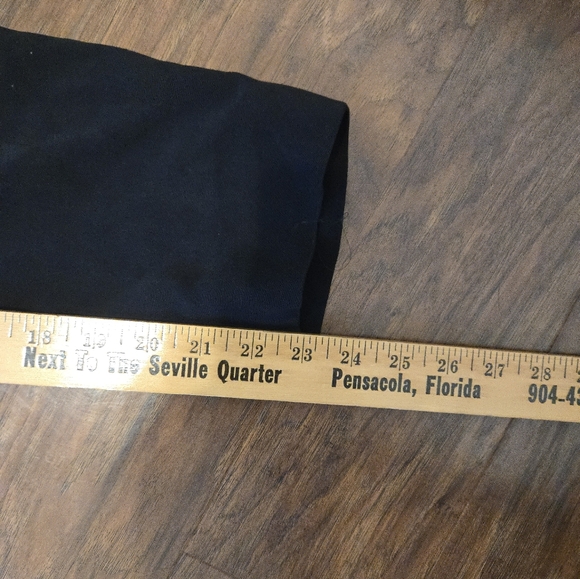 18 19 20 21 22 23 24 25 26 27 28
Next To The Seville Quarter Pensacola, Florida 904-43